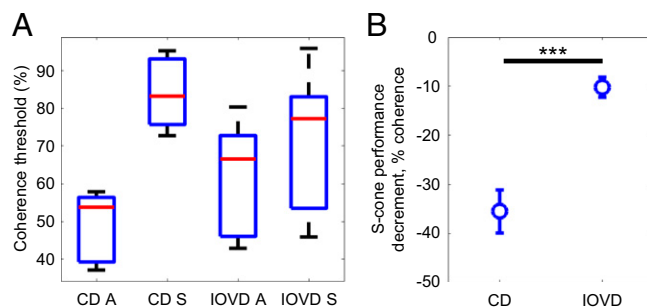 A
Coherence threshold (%)
90
80
70
60
50
40
CD A CD S IOVD A IOVD S
B
S-cone performance
decrement, % coherence
0
-10
-20
-30
-40
-50
***
CD IOVD